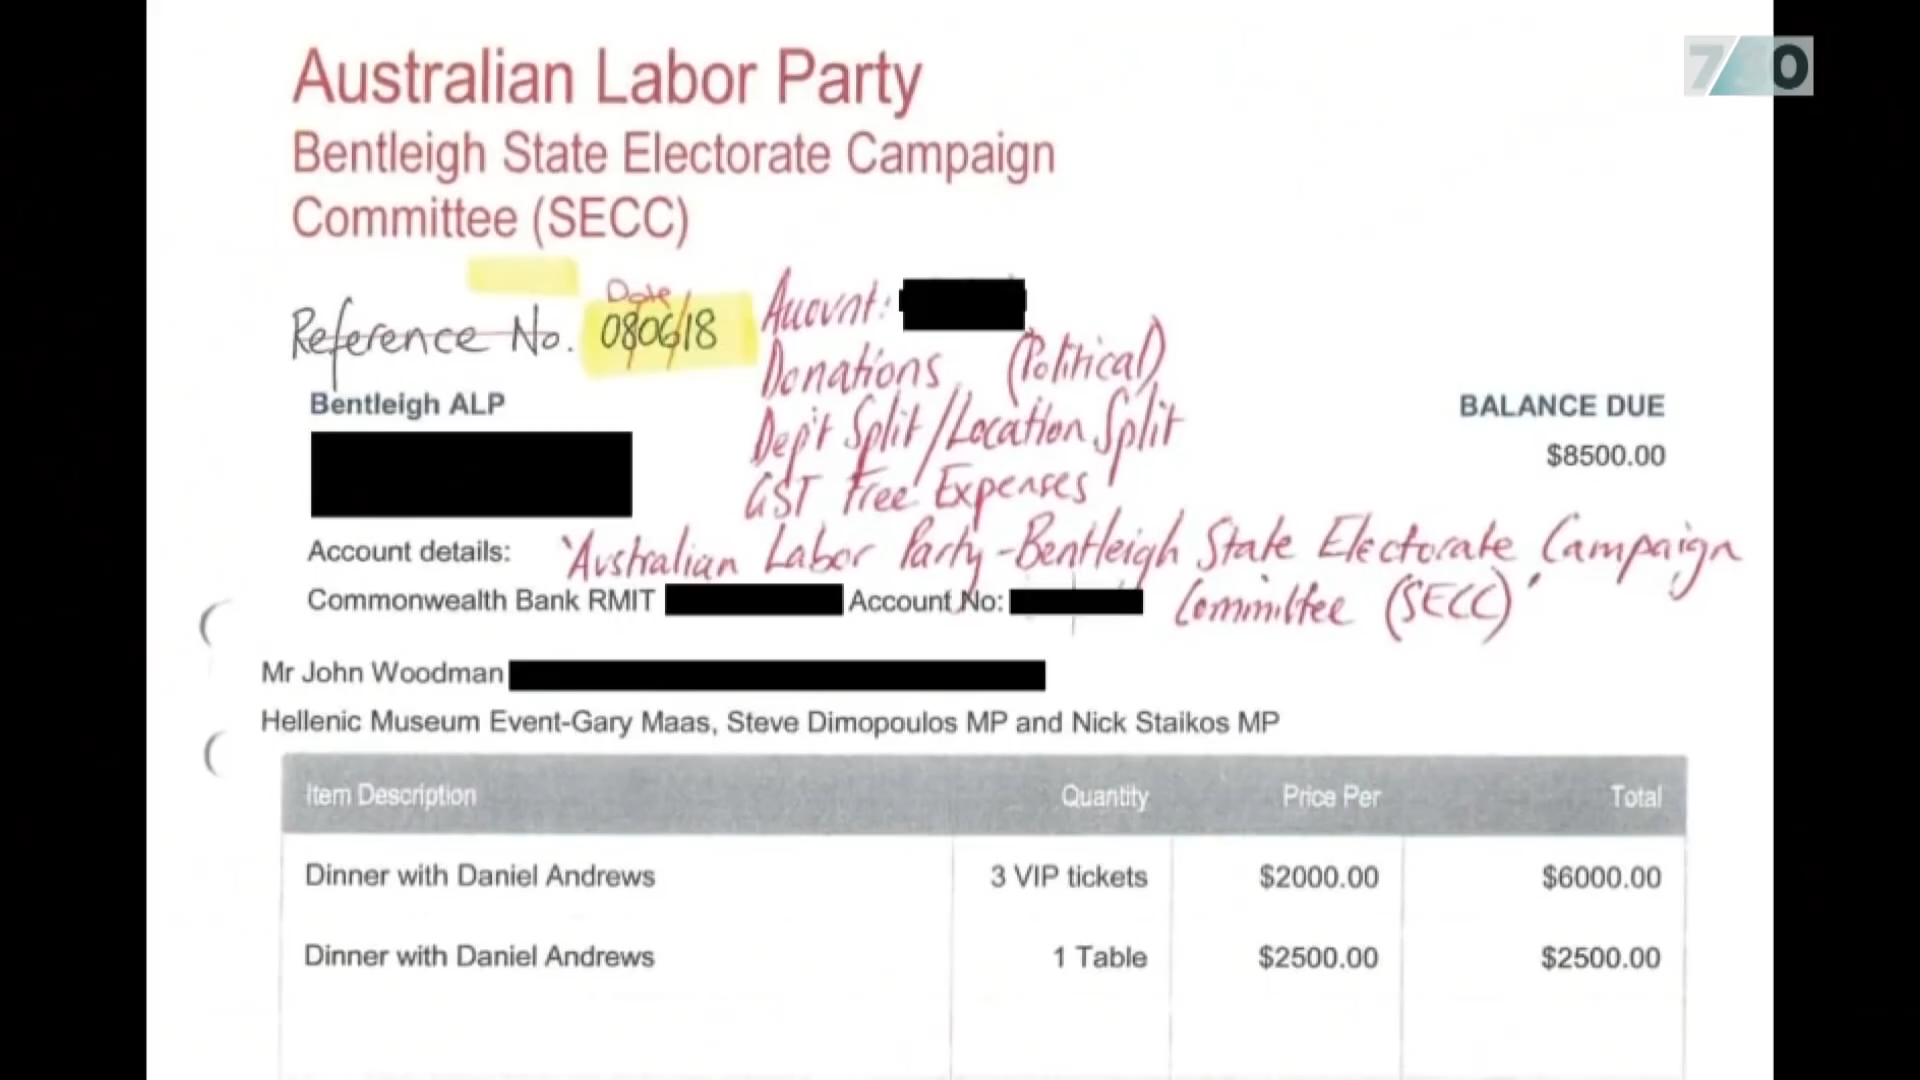 7/30
Australian Labor Party
Bentleigh State Electorate Campaign
Committee (SECC)
Date
Reference No. 080618
Account:
Donations (Political)
Dep't Split/Location Split
GST Free Expenses
Bentleigh ALP
BALANCE DUE
$8500.00
Account details:
'Australian Labor Party-Bentleigh State Electorate Campaign
Committee (SECC)'
Commonwealth Bank RMIT
Account No:
Mr John Woodman
Hellenic Museum Event-Gary Maas, Steve Dimopoulos MP and Nick Staikos MP
Item Description Quantity Price Per Total
Dinner with Daniel Andrews 3 VIP tickets $2000.00 $6000.00
Dinner with Daniel Andrews 1 Table $2500.00 $2500.00